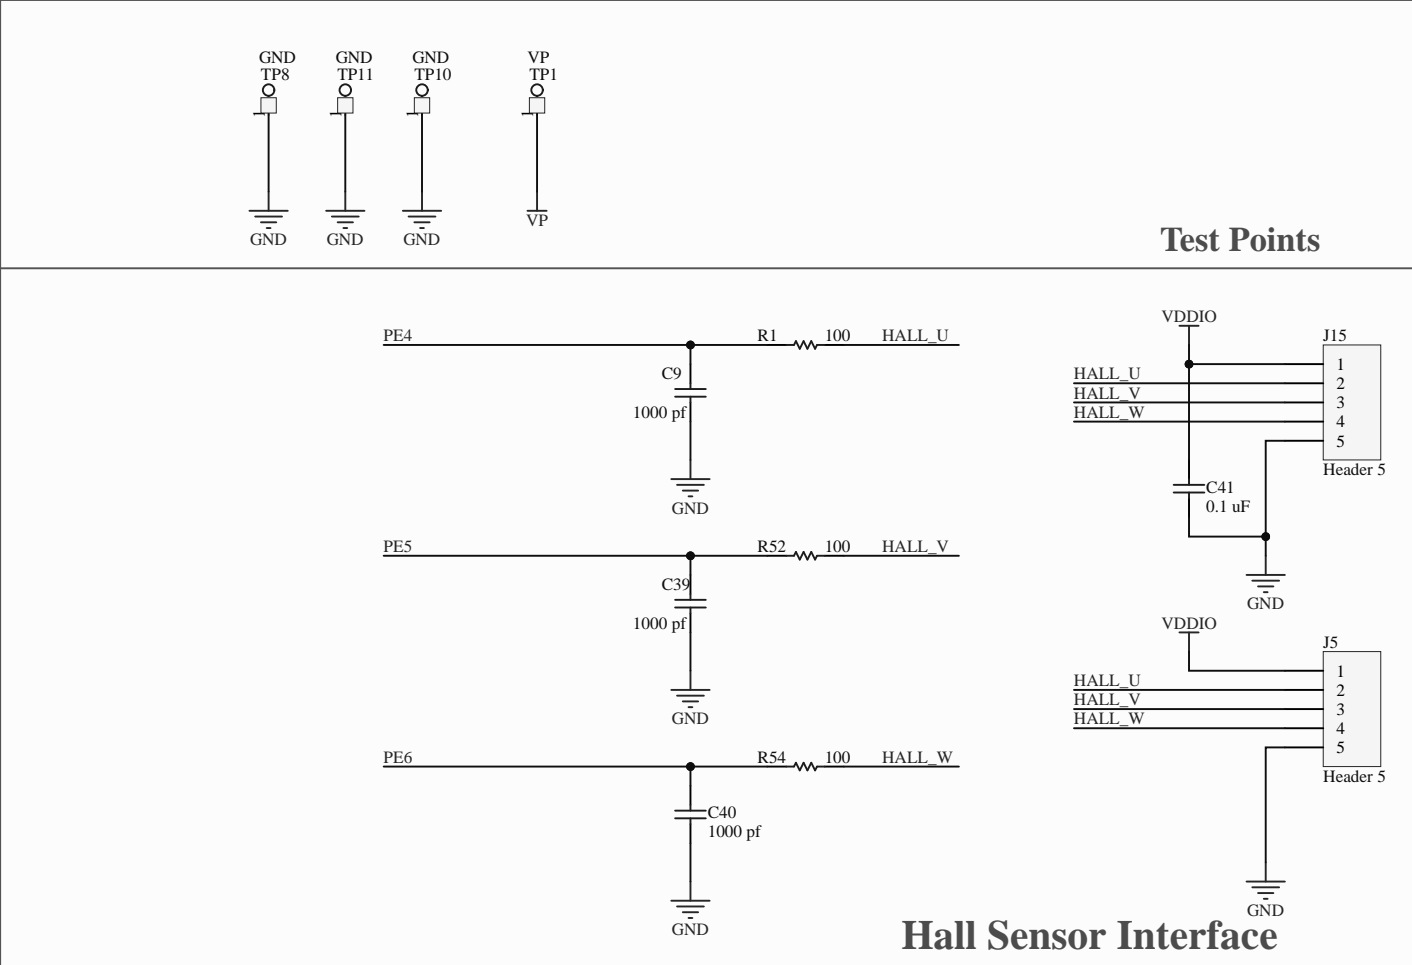 GND GND GND VP
TP8 TP11 TP10 TP1
GND GND GND VP
Test Points
PE4 R1 100 HALL_U
C9
1000 pf
GND
PE5 R52 100 HALL_V
C39
1000 pf
GND
PE6 R54 100 HALL_W
C40
1000 pf
GND
VDDIO
J15
1
HALL_U 2
HALL_V 3
HALL_W 4
5
Header 5
C41
0.1 uF
GND
VDDIO
J5
1
HALL_U 2
HALL_V 3
HALL_W 4
5
Header 5
GND
Hall Sensor Interface